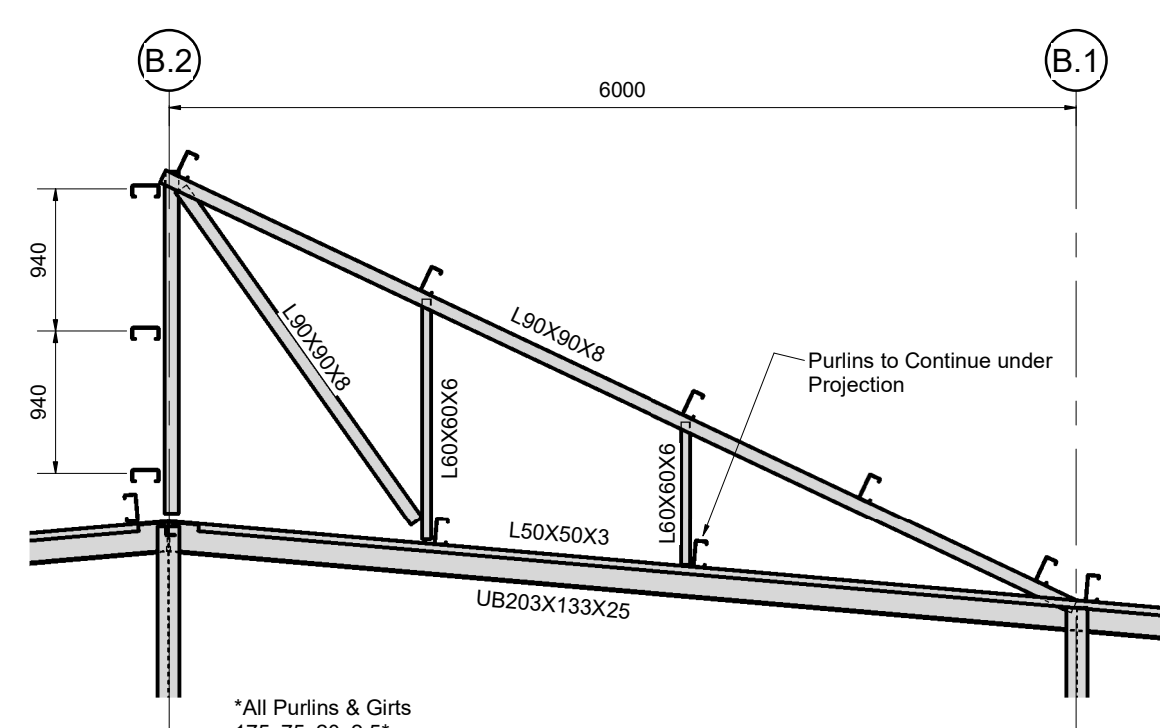 B.2
B.1
6000
940
940
L90X90X8
L90X90X8
L60X60X6
L60X60X6
Purlins to Continue under
Projection
L50X50X3
UB203X133X25
*All Purlins & Girts